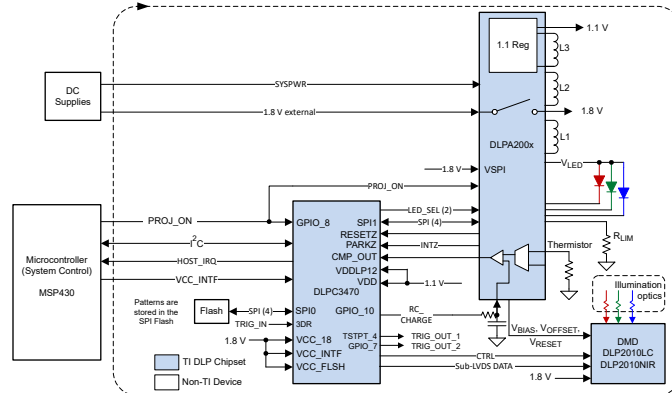 1.1 Reg
1.1 V
L3
L2
L1
DC
Supplies
SYSPWR
1.8 V external
1.8 V
DLPA200x
1.8 V
VSPI
VLED
PROJ_ON
Microcontroller
(System Control)
MSP430
PROJ_ON
I2C
HOST_IRQ
VCC_INTF
GPIO_8
DLPC3470
SPI1
RESETZ
PARKZ
CMP_OUT
VDDLP12
VDD
GPIO_10
LED_SEL (2)
SPI (4)
INTZ
1.1 V
RC_
CHARGE
Thermistor
RLIM
Illumination
optics
Patterns are
stored in the
SPI Flash
Flash
SPI (4)
SPI0
TRIG_IN
3DR
1.8 V
VCC_18
VCC_INTF
VCC_FLSH
TSTPT_4
GPIO_7
TRIG_OUT_1
TRIG_OUT_2
CTRL
Sub-LVDS DATA
VBIAS, VOFFSET,
VRESET
1.8 V
DMD
DLP2010LC
DLP2010NIR
TI DLP Chipset
Non-TI Device